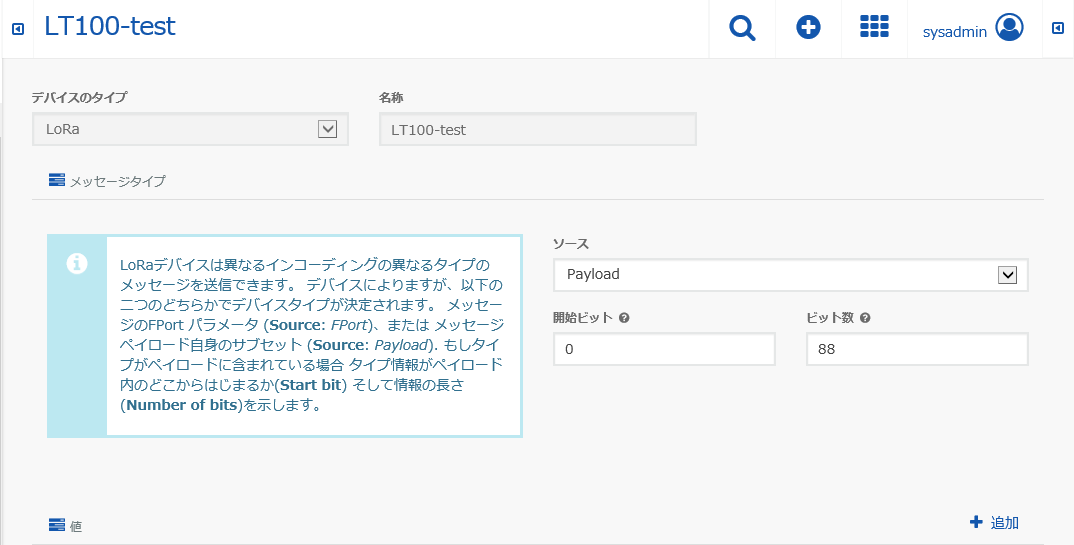 LT100-test
sysadmin
デバイスのタイプ
名称
LoRa
LT100-test
メッセージタイプ
LoRaデバイスは異なるインコーディングの異なるタイプの
メッセージを送信できます。 デバイスによりますが、以下の
二つのどちらかでデバイスタイプが決定されます。 メッセー
ジのFPort パラメータ (Source: FPort)、または メッセージ
ペイロード自身のサブセット (Source: Payload). もしタイ
プがペイロードに含まれている場合 タイプ情報がペイロード
内のどこからはじまるか(Start bit) そして情報の長さ
(Number of bits)を示します。
ソース
Payload
開始ビット
ビット数
0
88
値
追加